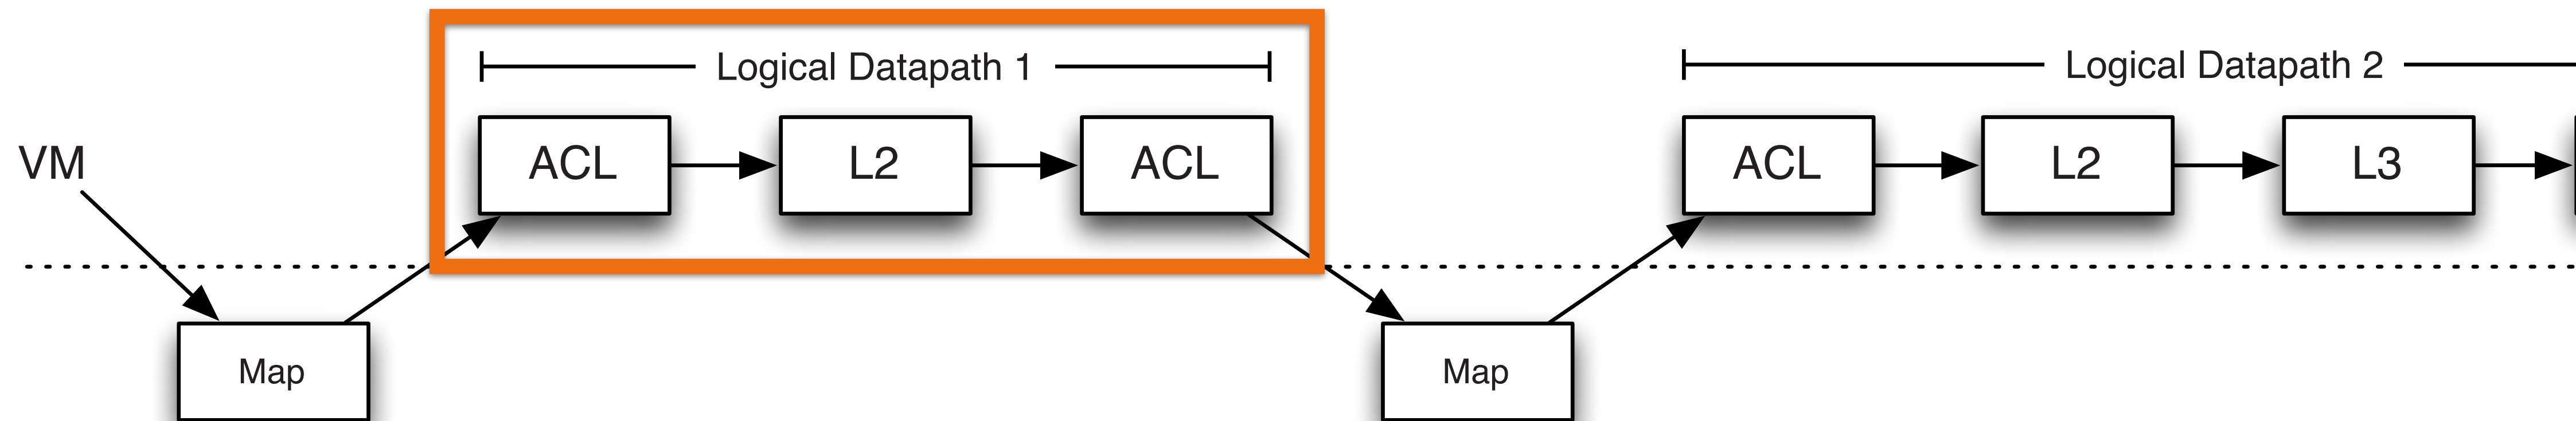 Logical Datapath 1
Logical Datapath 2
VM
ACL
L2
ACL
ACL
L2
L3
Map
Map